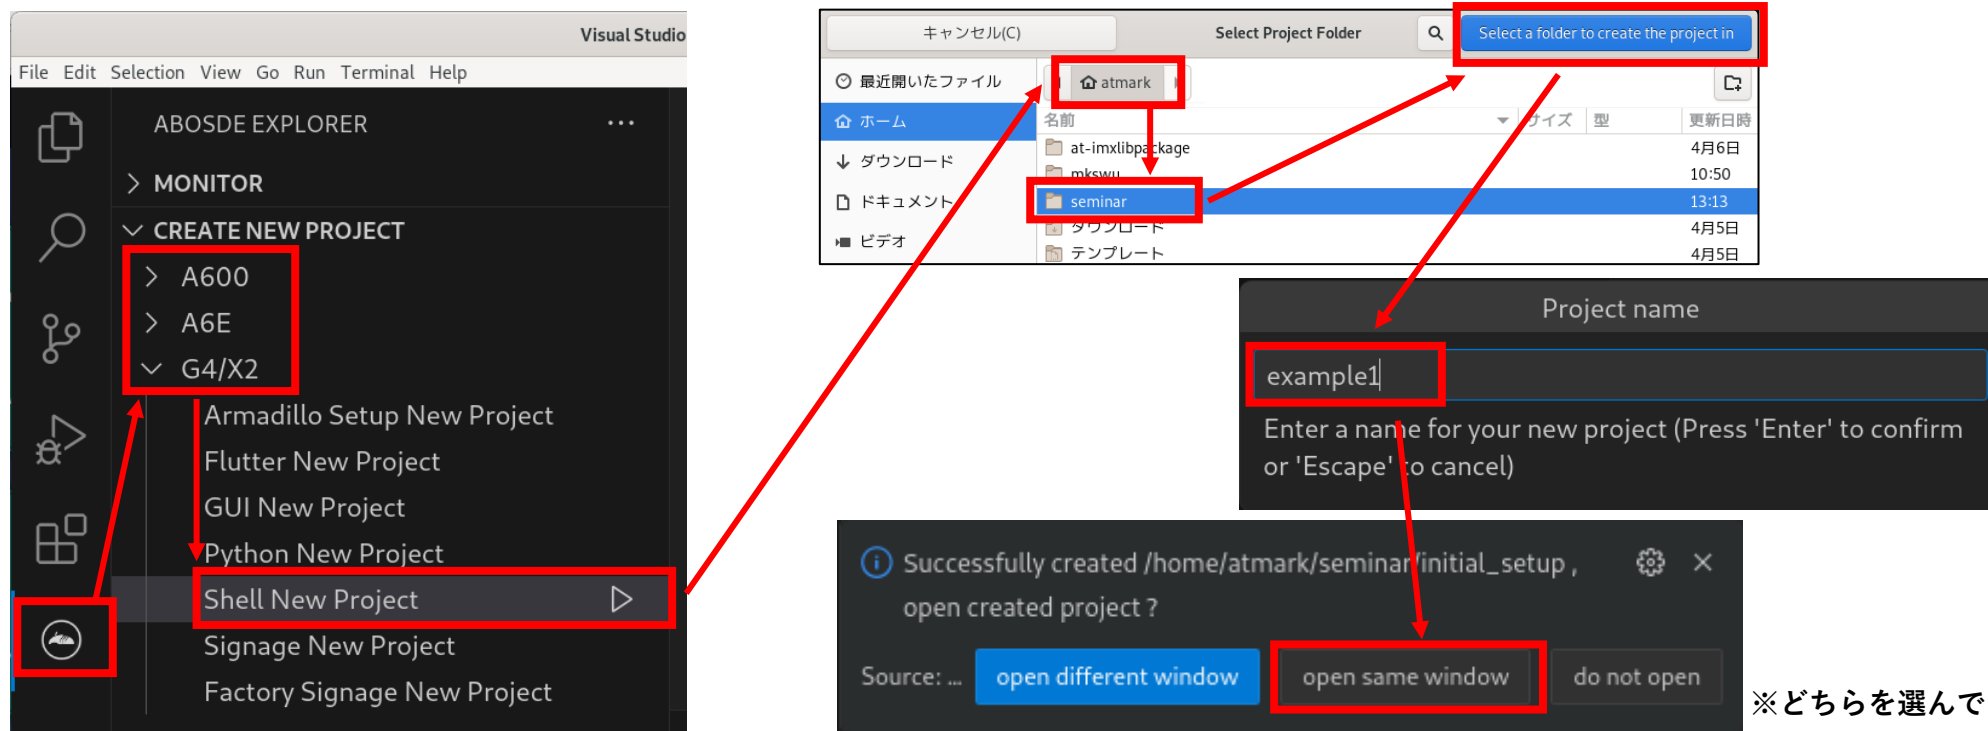 Visual Studio
File Edit Selection View Go Run Terminal Help
ABOSDE EXPLORER
MONITOR
CREATE NEW PROJECT
A600
A6E
G4/X2
Armadillo Setup New Project
Flutter New Project
GUI New Project
Python New Project
Shell New Project
Signage New Project
Factory Signage New Project
キャンセル(C) Select Project Folder Select a folder to create the project in
最近開いたファイル
ホーム
ダウンロード
ドキュメント
ビデオ
atmark
名前 サイズ 型 更新日時
at-imxlibpackage 4月6日
mkswu 10:50
seminar 13:13
ダウンロード 4月5日
テンプレート 4月5日
Project name
example1
Enter a name for your new project (Press 'Enter' to confirm
or 'Escape' to cancel)
Successfully created /home/atmark/seminar/initial_setup ,
open created project ?
Source: ... open different window open same window do not open
※どちらを選んで